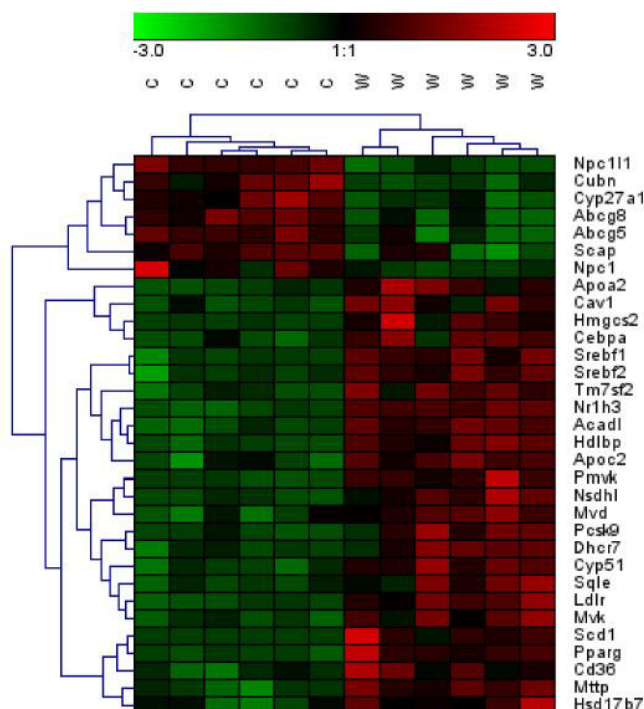 -3.0 1:1 3.0
C C C C C C W W W W W W
Npc1l1
Cubn
Cyp27a1
Abcg8
Abcg5
Scap
Npc1
Apoa2
Cav1
Hmgcs2
Cebpa
Srebf1
Srebf2
Tm7sf2
Nr1h3
Acadl
Hdlbp
Apoc2
Pmvk
Nsdhl
Mvd
Pcsk9
Dhcr7
Cyp51
Sqle
Ldlr
Mvk
Scd1
Pparg
Cd36
Mttp
Hsd17b7